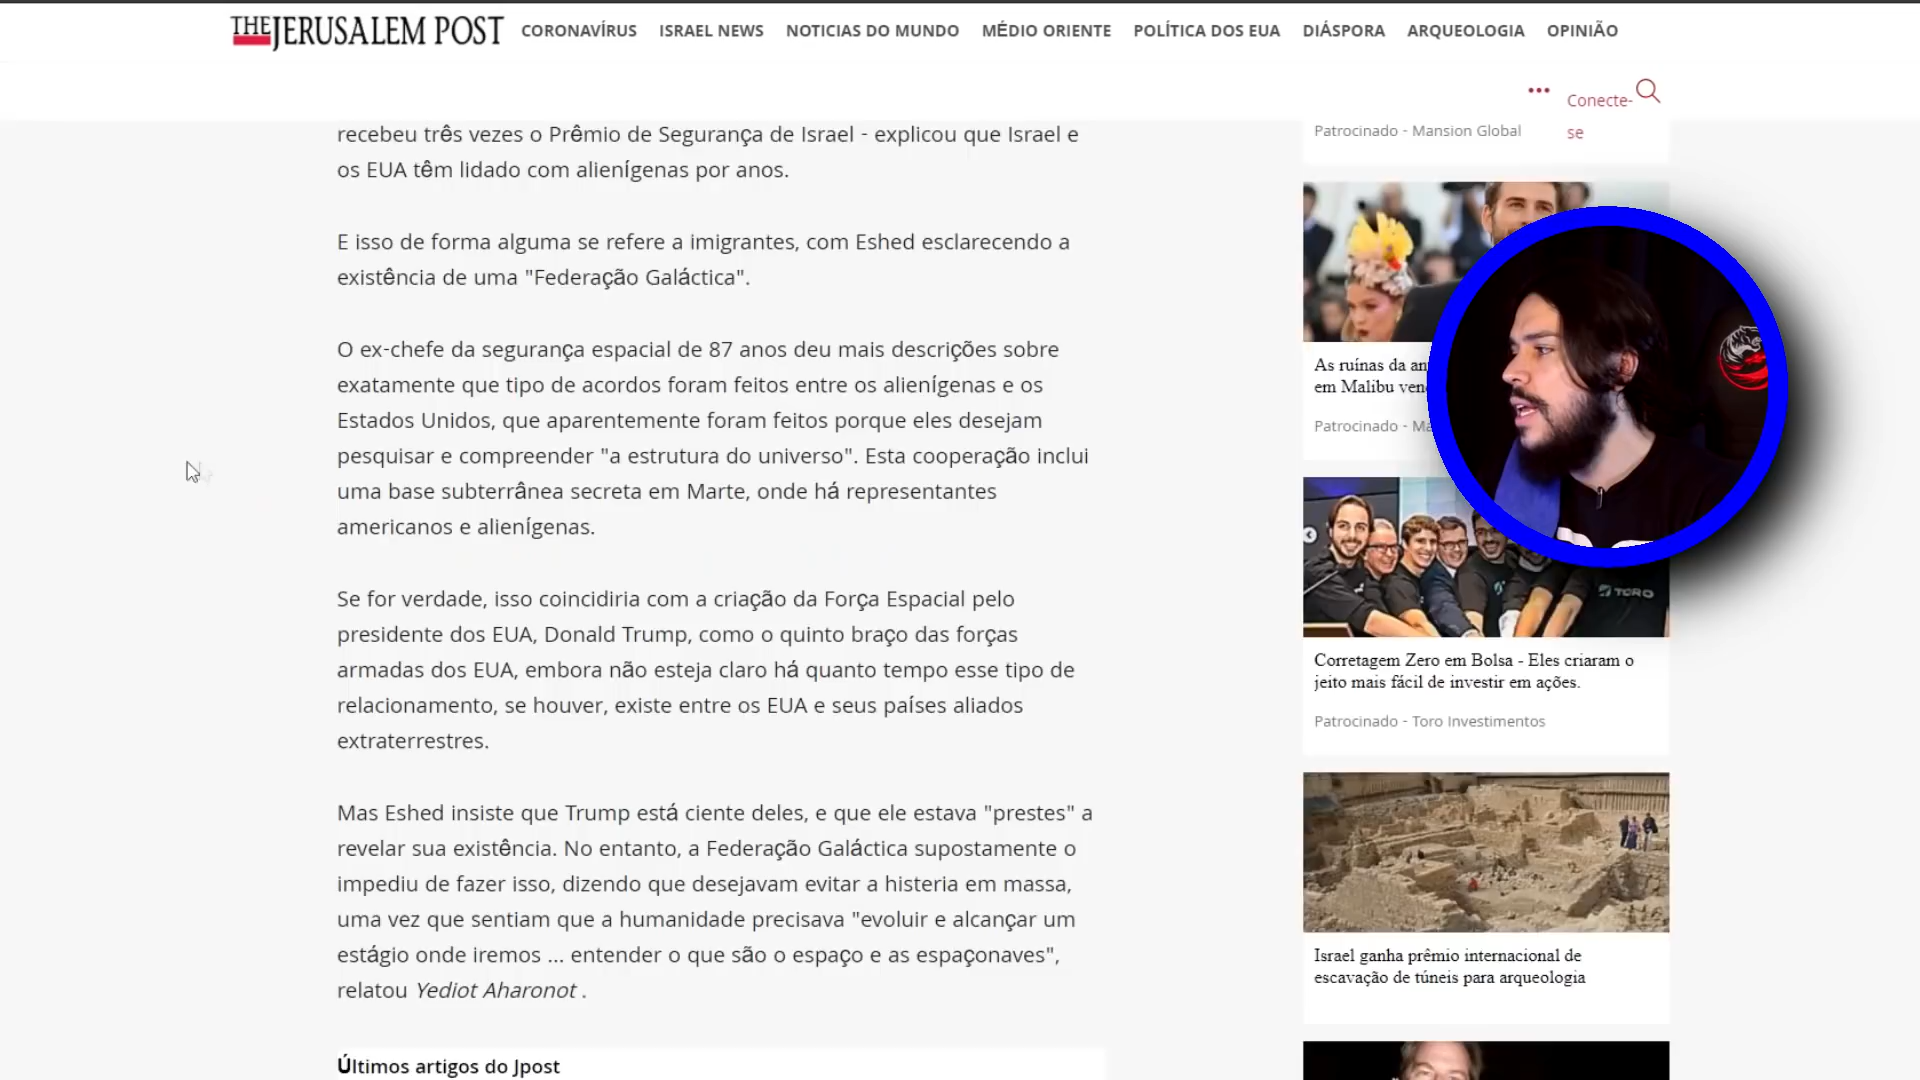 THE JERUSALEM POST
CORONAVÍRUS ISRAEL NEWS NOTICIAS DO MUNDO MÉDIO ORIENTE POLÍTICA DOS EUA DIÁSPORA ARQUEOLOGIA OPINIÃO
Conecte-
se
recebeu três vezes o Prêmio de Segurança de Israel - explicou que Israel e
os EUA têm lidado com alienígenas por anos.
E isso de forma alguma se refere a imigrantes, com Eshed esclarecendo a
existência de uma "Federação Galáctica".
O ex-chefe da segurança espacial de 87 anos deu mais descrições sobre
exatamente que tipo de acordos foram feitos entre os alienígenas e os
Estados Unidos, que aparentemente foram feitos porque eles desejam
pesquisar e compreender "a estrutura do universo". Esta cooperação inclui
uma base subterrânea secreta em Marte, onde há representantes
americanos e alienígenas.
Se for verdade, isso coincidiria com a criação da Força Espacial pelo
presidente dos EUA, Donald Trump, como o quinto braço das forças
armadas dos EUA, embora não esteja claro há quanto tempo esse tipo de
relacionamento, se houver, existe entre os EUA e seus países aliados
extraterrestres.
Mas Eshed insiste que Trump está ciente deles, e que ele estava "prestes" a
revelar sua existência. No entanto, a Federação Galáctica supostamente o
impediu de fazer isso, dizendo que desejavam evitar a histeria em massa,
uma vez que sentiam que a humanidade precisava "evoluir e alcançar um
estágio onde iremos ... entender o que são o espaço e as espaçonaves",
relatou Yediot Aharonot .
Últimos artigos do Jpost
Patrocinado - Mansion Global
As ruínas da
em Malibu
Patrocinado -
TORO
Corretagem Zero em Bolsa - Eles criaram o
jeito mais fácil de investir em ações.
Patrocinado - Toro Investimentos
Israel ganha prêmio internacional de
escavação de túneis para arqueologia